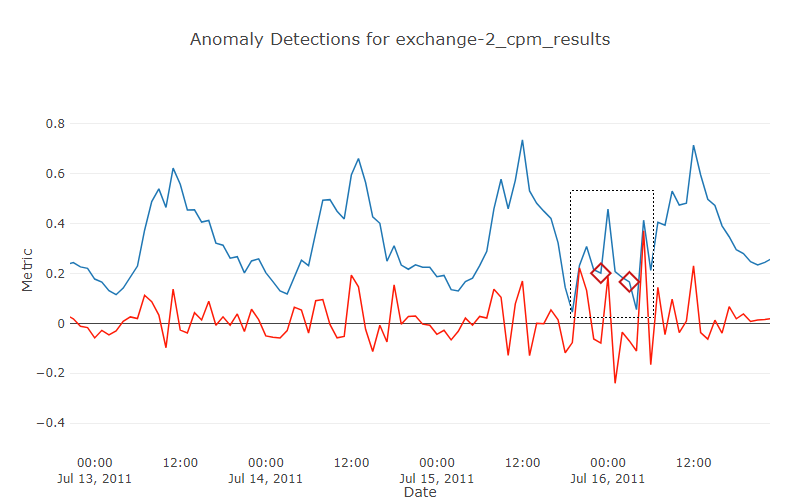 Anomaly Detections for exchange-2_cpm_results
0.8
0.6
0.4
0.2
0
−0.2
−0.4
Metric
00:00 12:00 00:00 12:00 00:00 12:00 00:00 12:00
Jul 13, 2011 Jul 14, 2011 Jul 15, 2011 Jul 16, 2011
Date